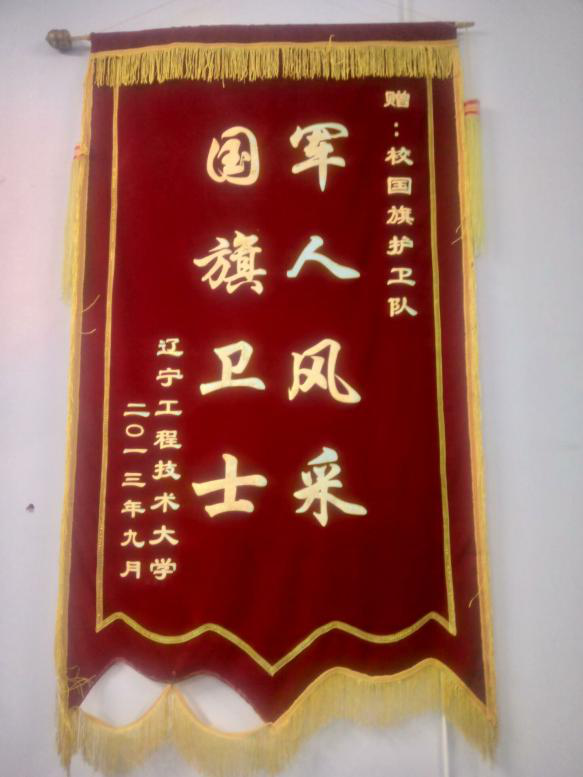 赠：校国旗护卫队
军人风采
国旗卫士
辽宁工程技术大学
二〇一三年九月